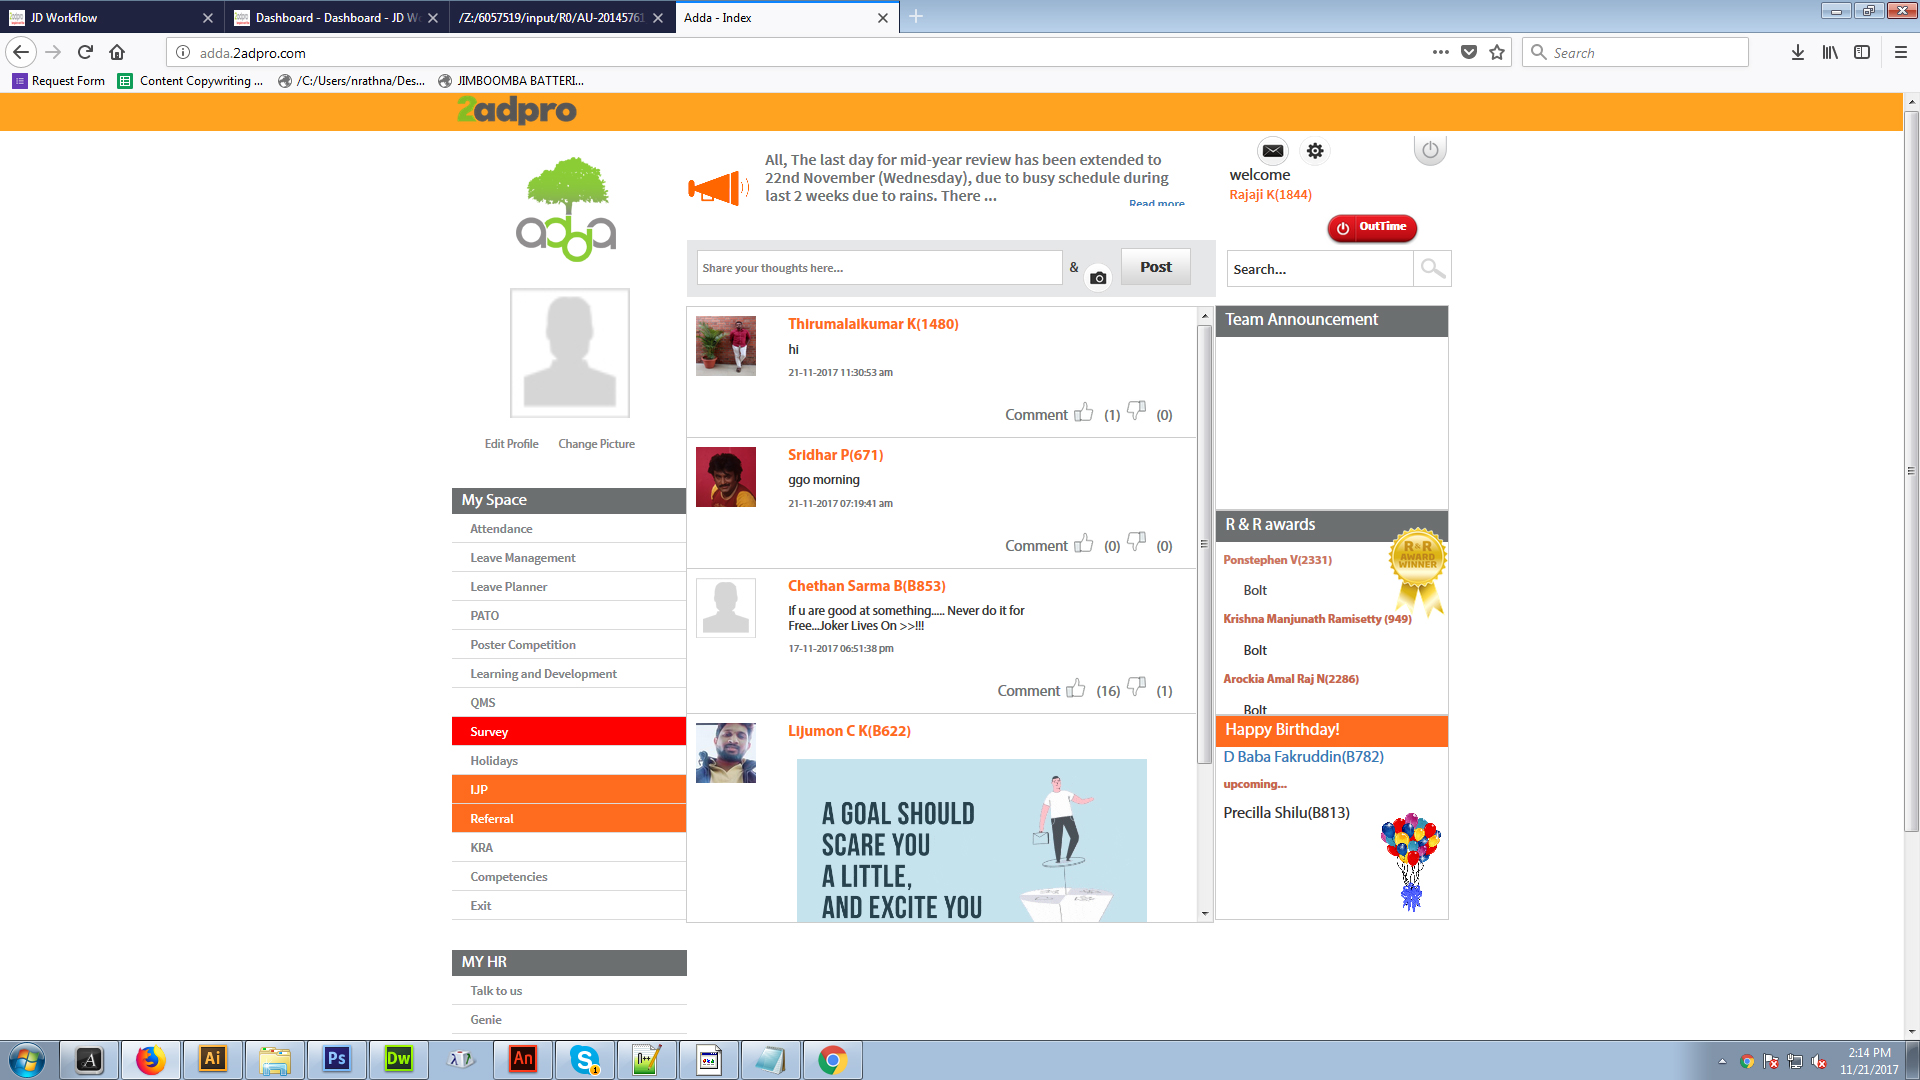 JD Workflow
Dashboard - Dashboard - JD W
/Z:/6057519/input/R0/AU-2014576
Adda - Index
adda.2adpro.com
Search
Request Form
Content Copywriting ...
/C:/Users/nrathna/Des...
JIMBOOMBA BATTERI...
2adpro
adda
All, The last day for mid-year review has been extended to
22nd November (Wednesday), due to busy schedule during
last 2 weeks due to rains. There ...
Read more
welcome
Rajaji K(1844)
OutTime
Share your thoughts here...
&
Post
Search...
Edit Profile
Change Picture
My Space
Attendance
Leave Management
Leave Planner
PATO
Poster Competition
Learning and Development
QMS
Survey
Holidays
IJP
Referral
KRA
Competencies
Exit
MY HR
Talk to us
Genie
Thirumalaikumar K(1480)
hi
21-11-2017 11:30:53 am
Comment (1) (0)
Sridhar P(671)
ggo morning
21-11-2017 07:19:41 am
Comment (0) (0)
Chethan Sarma B(B853)
If u are good at something..... Never do it for
Free...Joker Lives On >>!!!
17-11-2017 06:51:38 pm
Comment (16) (1)
Lijumon C K(B622)
A GOAL SHOULD
SCARE YOU
A LITTLE,
AND EXCITE YOU
Team Announcement
R & R awards
R&R
AWARD
WINNER
Ponstephen V(2331)
Bolt
Krishna Manjunath Ramisetty (949)
Bolt
Arockia Amal Raj N(2286)
Bolt
Happy Birthday!
D Baba Fakruddin(B782)
upcoming...
Precilla Shilu(B813)
A
Ai
Ps
Dw
An
S
1
2:14 PM
11/21/2017